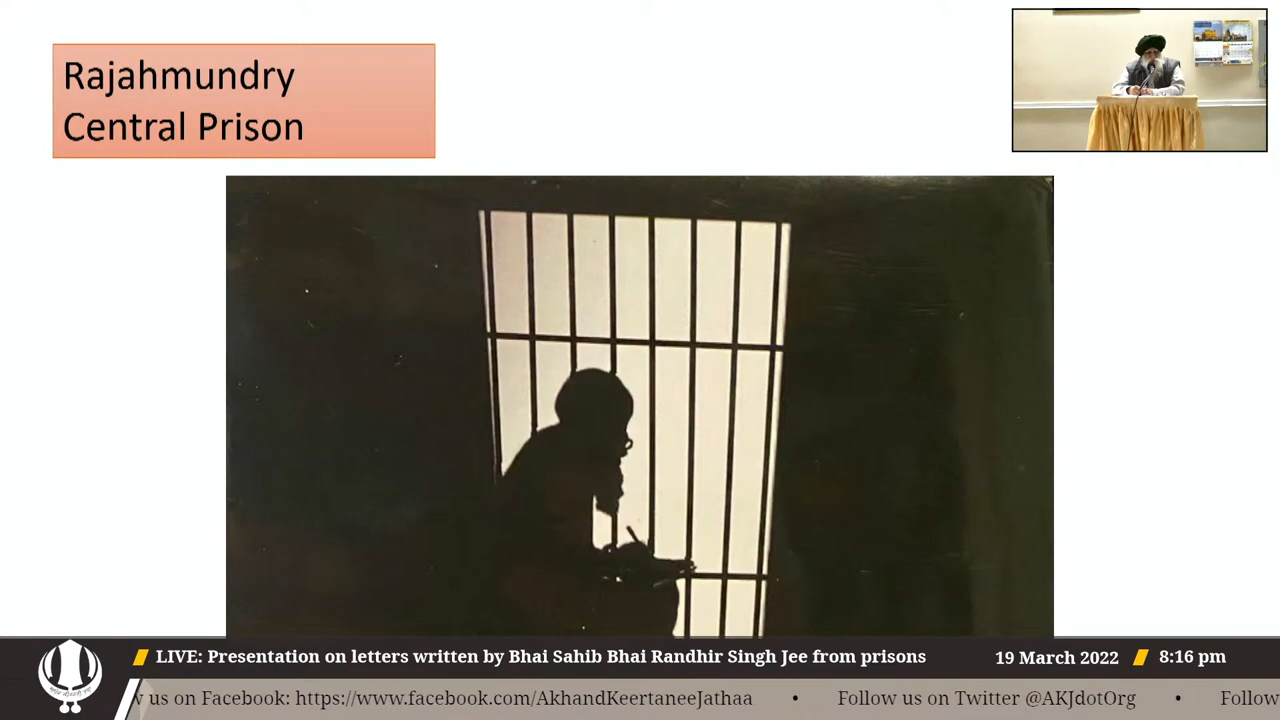 Rajahmundry
Central Prison
LIVE: Presentation on letters written by Bhai Sahib Bhai Randhir Singh Jee from prisons
19 March 2022
8:16 pm
us on Facebook: https://www.facebook.com/AkhandKeertaneeJathaa • Follow us on Twitter @AKJdotOrg • Follow